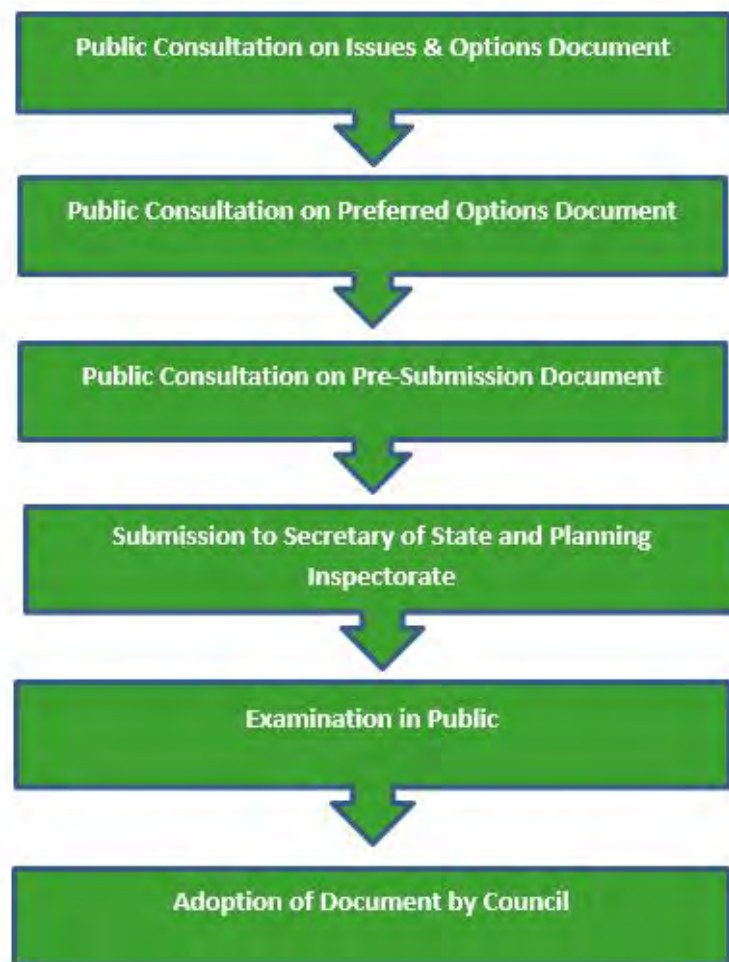 Public Consultation on Issues & Options Document
Public Consultation on Preferred Options Document
Public Consultation on Pre-Submission Document
Submission to Secretary of State and Planning
Inspectorate
Examination in Public
Adoption of Document by Council